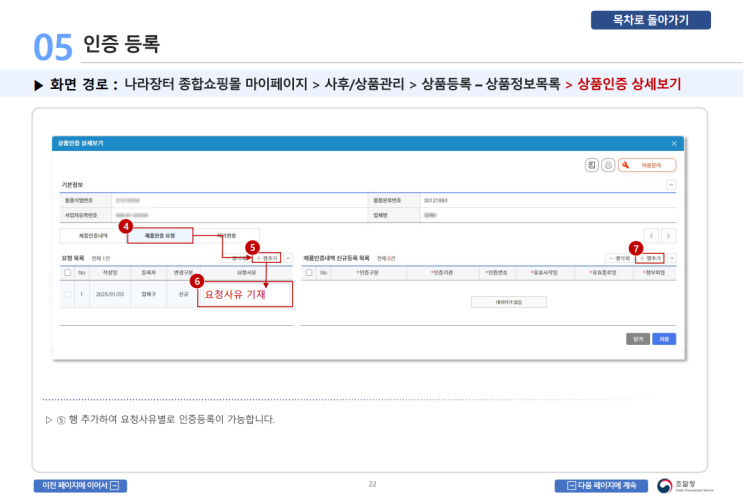 목차로 돌아가기
05 인증 등록
▶ 화면 경로 : 나라장터 종합쇼핑몰 마이페이지 > 사후/상품관리 > 상품등록 – 상품정보목록 > 상품인증 상세보기
상품인증 상세보기
기본정보
물품분류번호 30121893
사업자등록번호
업체명
4
제품인증내역 제품인증 요청
5
7
요청 목록 전체 1건
행삭제 + 행추가
제품인증내역 신규등록 목록 전체 0건
행삭제 + 행추가
No 작성일 등록자 변경구분 요청사유
No *인증구분 *인증기관 *인증번호 *유효시작일 *유효종료일 *첨부파일
6
1 2025/01/03 업체구 신규 요청사유 기재
데이터가 없음
닫기 저장
▷ ⑤ 행 추가하여 요청사유별로 인증등록이 가능합니다.
이전 페이지에 이어서
22
다음 페이지에 계속
조달청
Public Procurement Service